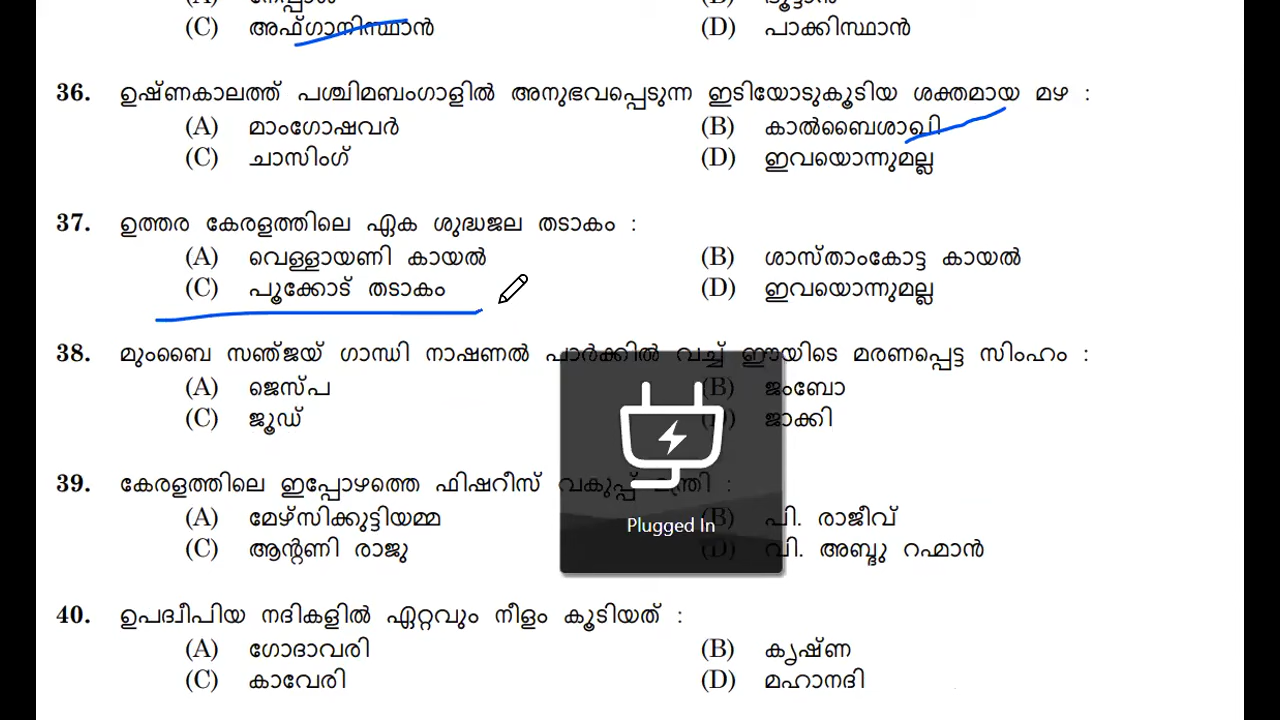 (C) അഫ്ഗാനിസ്ഥാൻ (D) പാക്കിസ്ഥാൻ
36. ഉഷ്ണകാലത്ത് പശ്ചിമബംഗാളിൽ അനുഭവപ്പെടുന്ന ഇടിയോടുകൂടിയ ശക്തമായ മഴ :
(A) മാംഗോഷവർ (B) കാൽബൈശാഖി
(C) ചാസിംഗ് (D) ഇവയൊന്നുമല്ല
37. ഉത്തര കേരളത്തിലെ ഏക ശുദ്ധജല തടാകം :
(A) വെള്ളായണി കായൽ (B) ശാസ്താംകോട്ട കായൽ
(C) പൂക്കോട് തടാകം (D) ഇവയൊന്നുമല്ല
38. മുംബൈ സഞ്ജയ് ഗാന്ധി നാഷണൽ പാർക്കിൽ വച്ച് ഈയിടെ മരണപ്പെട്ട സിംഹം :
(A) ജെസ്പ (B) ജംബോ
(C) ജൂഡ് (D) ജാക്കി
39. കേരളത്തിലെ ഇപ്പോഴത്തെ ഫിഷറീസ് വകുപ്പ് മന്ത്രി :
Plugged In
(A) മേഴ്സിക്കുട്ടിയമ്മ (B) പി. രാജീവ്
(C) ആന്റണി രാജു (D) വി. അബ്ദു റഹ്മാൻ
40. ഉപദ്വീപിയ നദികളിൽ ഏറ്റവും നീളം കൂടിയത് :
(A) ഗോദാവരി (B) കൃഷ്ണ
(C) കാവേരി (D) മഹാനദി